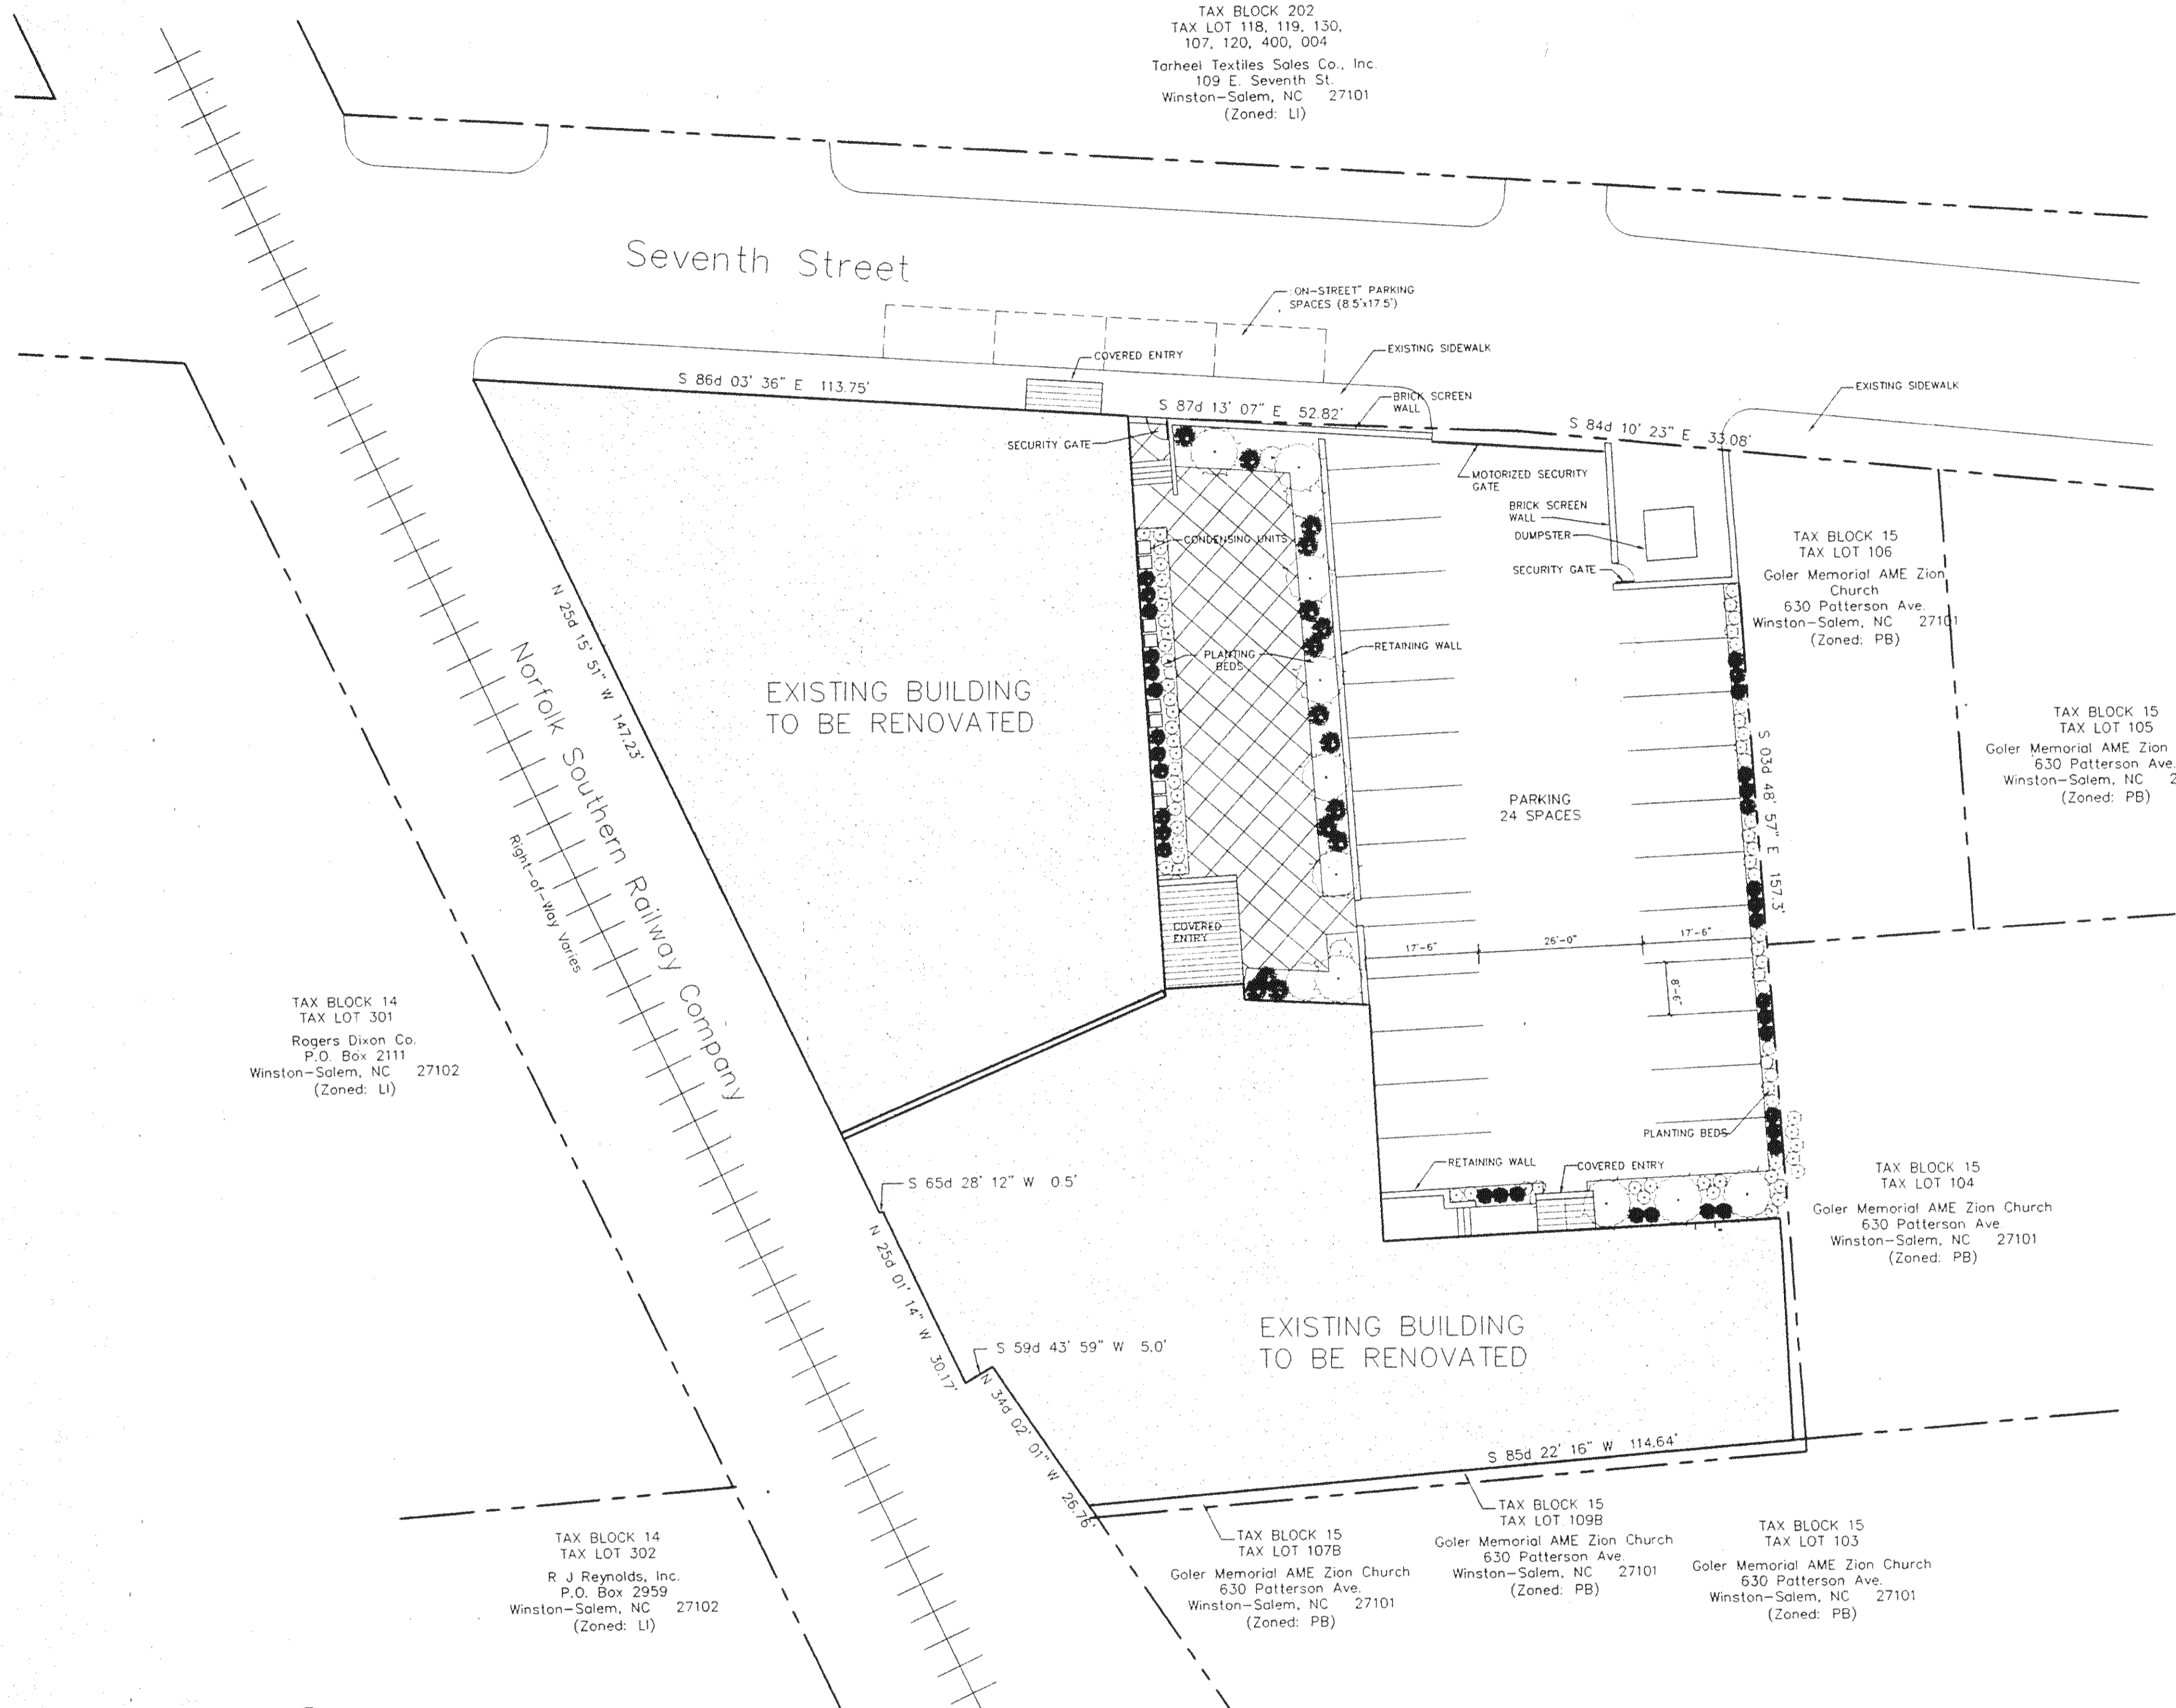 TAX BLOCK 202
TAX LOT 118, 119, 130,
107, 120, 400, 004
Tarheel Textiles Sales Co., Inc.
109 E. Seventh St.
Winston-Salem, NC 27101
(Zoned: LI)
Seventh Street
"ON-STREET" PARKING
SPACES (8.5'x17.5')
COVERED ENTRY
EXISTING SIDEWALK
S 86d 03' 36" E 113.75'
S 87d 13' 07" E 52.82'
BRICK SCREEN
WALL
EXISTING SIDEWALK
S 84d 10' 23" E 33.08'
SECURITY GATE
MOTORIZED SECURITY
GATE
BRICK SCREEN
WALL
DUMPSTER
SECURITY GATE
CONDENSING UNITS
TAX BLOCK 15
TAX LOT 106
Goler Memorial AME Zion
Church
630 Patterson Ave.
Winston-Salem, NC 27101
(Zoned: PB)
N 25d 15' 51" W 147.23'
Norfolk Southern Railway Company
Right-of-Way Varies
PLANTING
BEDS
RETAINING WALL
EXISTING BUILDING
TO BE RENOVATED
TAX BLOCK 15
TAX LOT 105
Goler Memorial AME Zion
630 Patterson Ave.
Winston-Salem, NC 2
(Zoned: PB)
S 03d 48' 57" E 157.3'
PARKING
24 SPACES
COVERED
ENTRY
17'-6"
26'-0"
17'-6"
8'-6"
TAX BLOCK 14
TAX LOT 301
Rogers Dixon Co.
P.O. Box 2111
Winston-Salem, NC 27102
(Zoned: LI)
PLANTING BEDS
RETAINING WALL
COVERED ENTRY
S 65d 28' 12" W 0.5'
TAX BLOCK 15
TAX LOT 104
Goler Memorial AME Zion Church
630 Patterson Ave.
Winston-Salem, NC 27101
(Zoned: PB)
N 25d 01' 14" W 30.17'
S 59d 43' 59" W 5.0'
EXISTING BUILDING
TO BE RENOVATED
N 34d 02' 01" W 26.76'
S 85d 22' 16" W 114.64'
TAX BLOCK 14
TAX LOT 302
R J Reynolds, Inc.
P.O. Box 2959
Winston-Salem, NC 27102
(Zoned: LI)
TAX BLOCK 15
TAX LOT 107B
Goler Memorial AME Zion Church
630 Patterson Ave.
Winston-Salem, NC 27101
(Zoned: PB)
TAX BLOCK 15
TAX LOT 109B
Goler Memorial AME Zion Church
630 Patterson Ave.
Winston-Salem, NC 27101
(Zoned: PB)
TAX BLOCK 15
TAX LOT 103
Goler Memorial AME Zion Church
630 Patterson Ave.
Winston-Salem, NC 27101
(Zoned: PB)